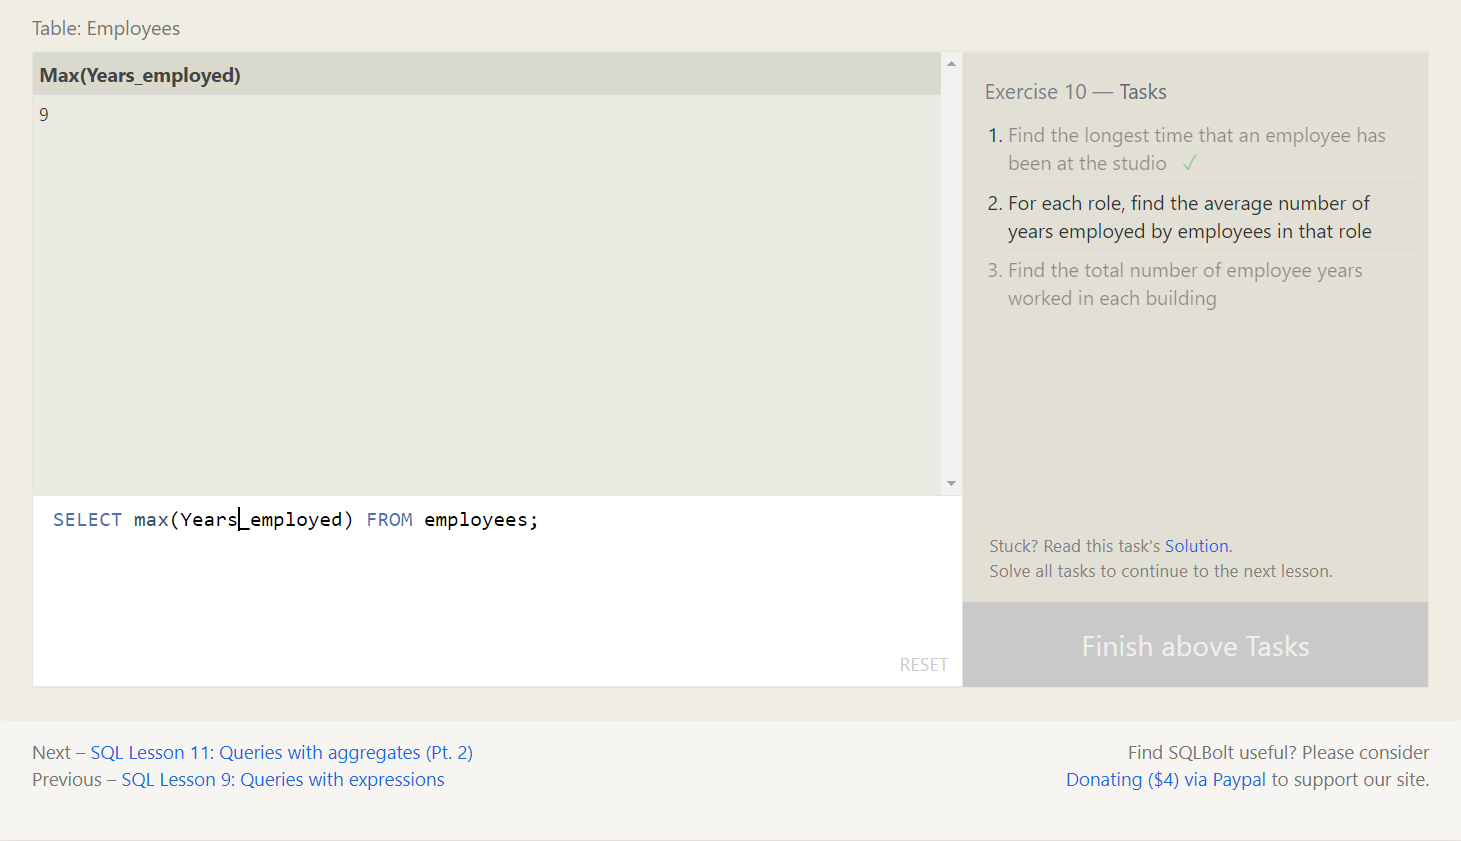 Table: Employees
Max(Years_employed)
9
SELECT max(Years_employed) FROM employees;
RESET
Exercise 10 — Tasks
1. Find the longest time that an employee has
been at the studio ✓
2. For each role, find the average number of
years employed by employees in that role
3. Find the total number of employee years
worked in each building
Stuck? Read this task's Solution.
Solve all tasks to continue to the next lesson.
Finish above Tasks
Next – SQL Lesson 11: Queries with aggregates (Pt. 2)
Previous – SQL Lesson 9: Queries with expressions
Find SQLBolt useful? Please consider
Donating ($4) via Paypal to support our site.